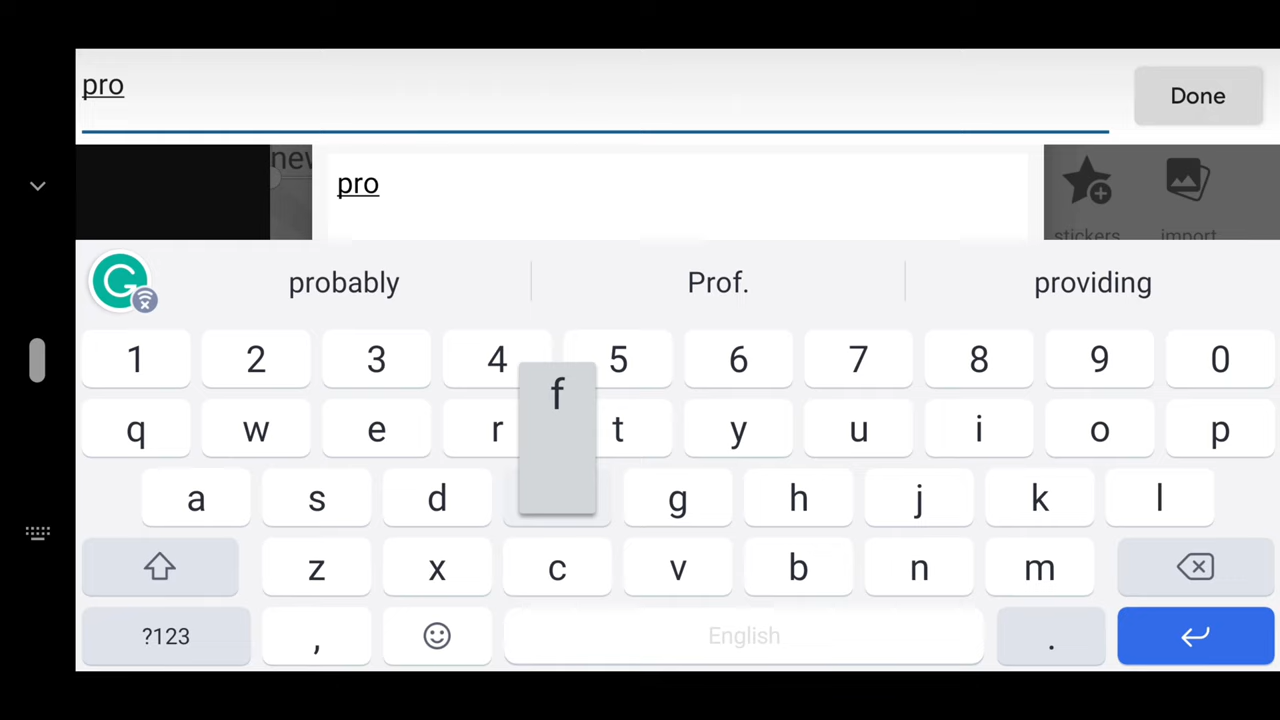 pro
Done
new
pro
stickers
import
probably
Prof.
providing
1 2 3 4 5 6 7 8 9 0
f
q w e r t y u i o p
a s d g h j k l
z x c v b n m
?123 , English .